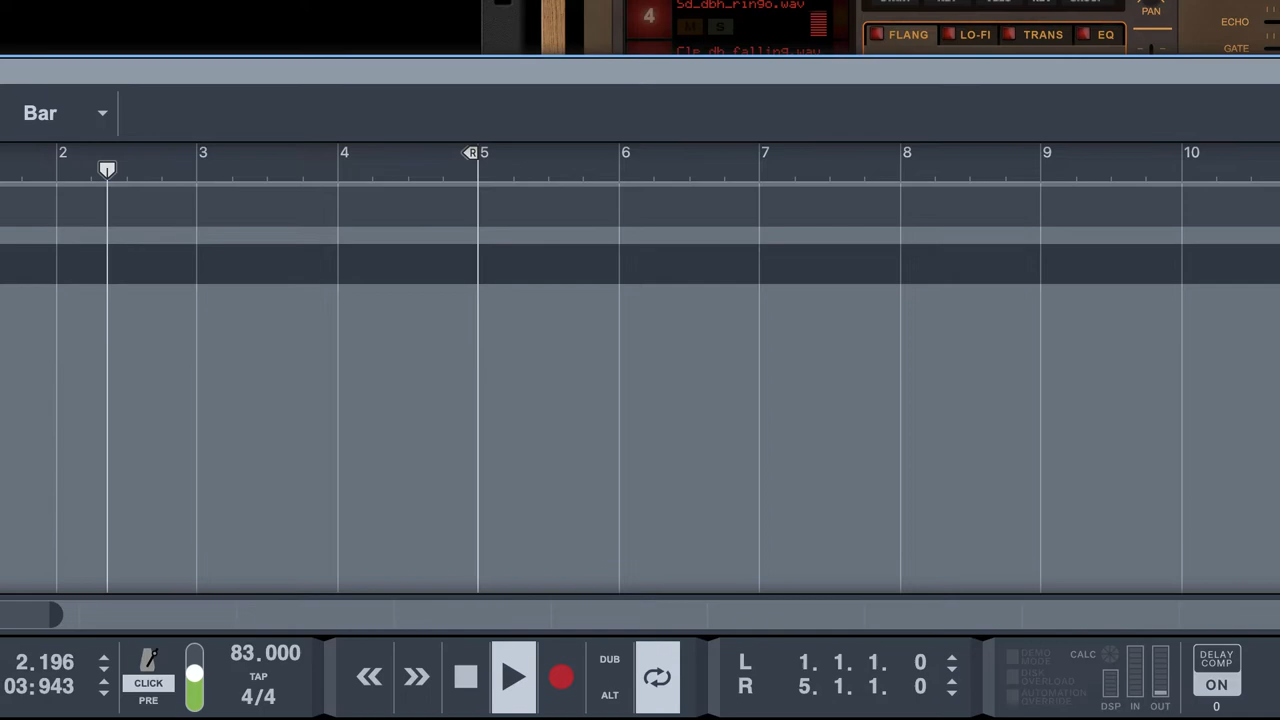 Sd_dbh_ringo.wav
4
M S
Clp_db_falling.wav
FLANG LO-FI TRANS EQ
PAN
ECHO
GATE
Bar
2 3 4 R 5 6 7 8 9 10
2.196
03:943
CLICK
PRE
83.000
TAP
4/4
DUB
ALT
L 1. 1. 1. 0
R 5. 1. 1. 0
DEMO MODE
DISK OVERLOAD
AUTOMATION OVERRIDE
CALC
DSP IN OUT
DELAY COMP
ON
0